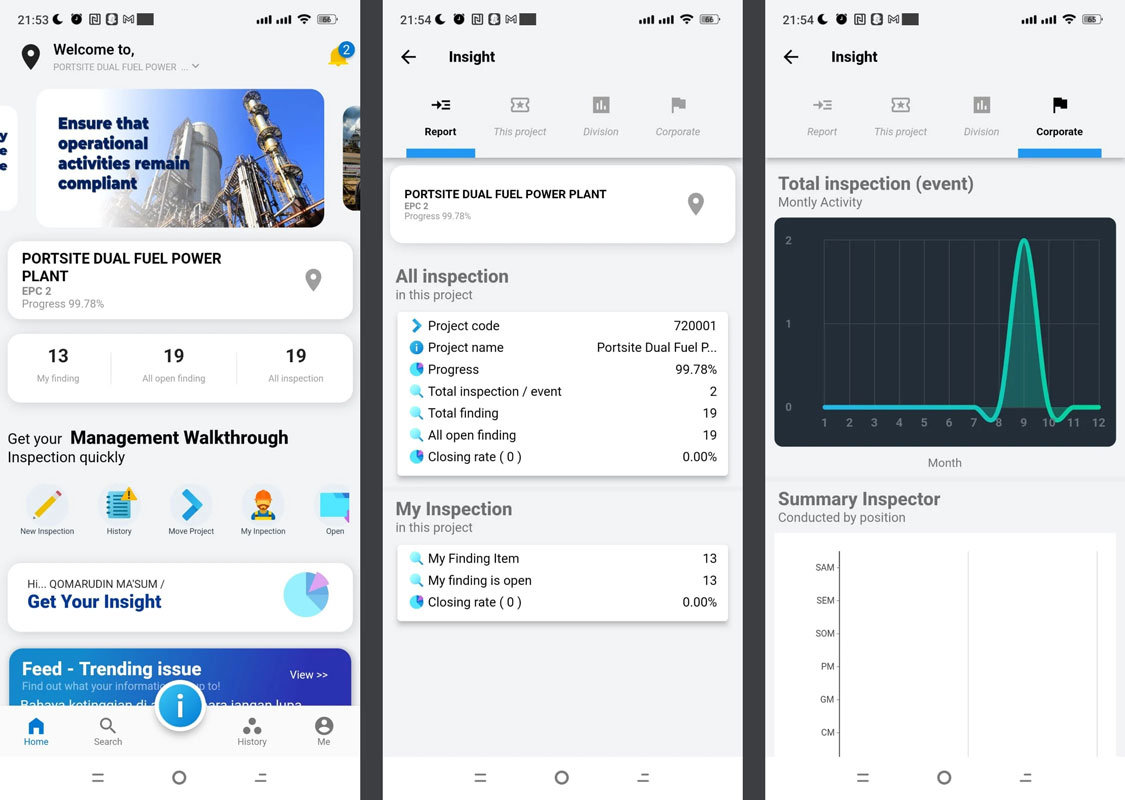 21:53
66
Welcome to,
PORTSITE DUAL FUEL POWER ...
2
y
e
e
Ensure that
operational
activities remain
compliant
PORTSITE DUAL FUEL POWER
PLANT
EPC 2
Progress 99.78%
13 19 19
My finding All open finding All inspection
Get your Management Walkthrough
Inspection quickly
New Inspection History Move Project My Inpection Open
Hi... QOMARUDIN MA'SUM /
Get Your Insight
Feed - Trending issue
View >>
Find out what your informatio up to!
Bahaya ketinggian di a ara jangan lupa
i
Home Search History Me
21:54
66
Insight
Report This project Division Corporate
PORTSITE DUAL FUEL POWER PLANT
EPC 2
Progress 99.78%
All inspection
in this project
Project code 720001
Project name Portsite Dual Fuel P...
Progress 99.78%
Total inspection / event 2
Total finding 19
All open finding 19
Closing rate ( 0 ) 0.00%
My Inspection
in this project
My Finding Item 13
My finding is open 13
Closing rate ( 0 ) 0.00%
21:54
65
Insight
Report This project Division Corporate
Total inspection (event)
Montly Activity
2
1
0
1 2 3 4 5 6 7 8 9 10 11 12
Month
Summary Inspector
Conducted by position
SAM
SEM
SOM
PM
GM
CM